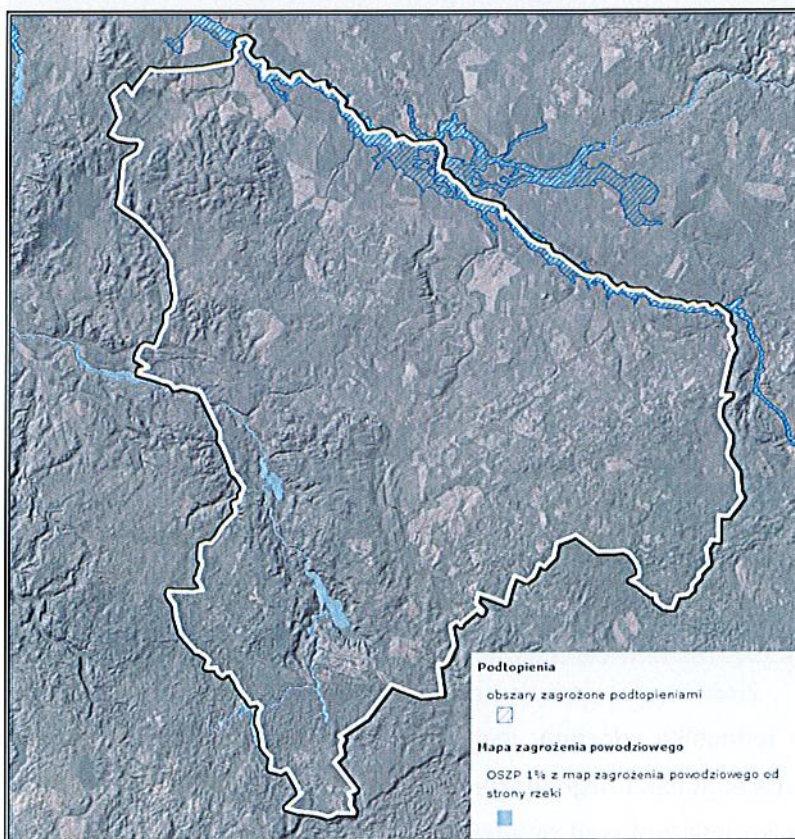 Podtopienia
obszary zagrożone podtopieniami
Mapa zagrożenia powodziowego
OSZP 1% z map zagrożenia powodziowego od
strony rzeki